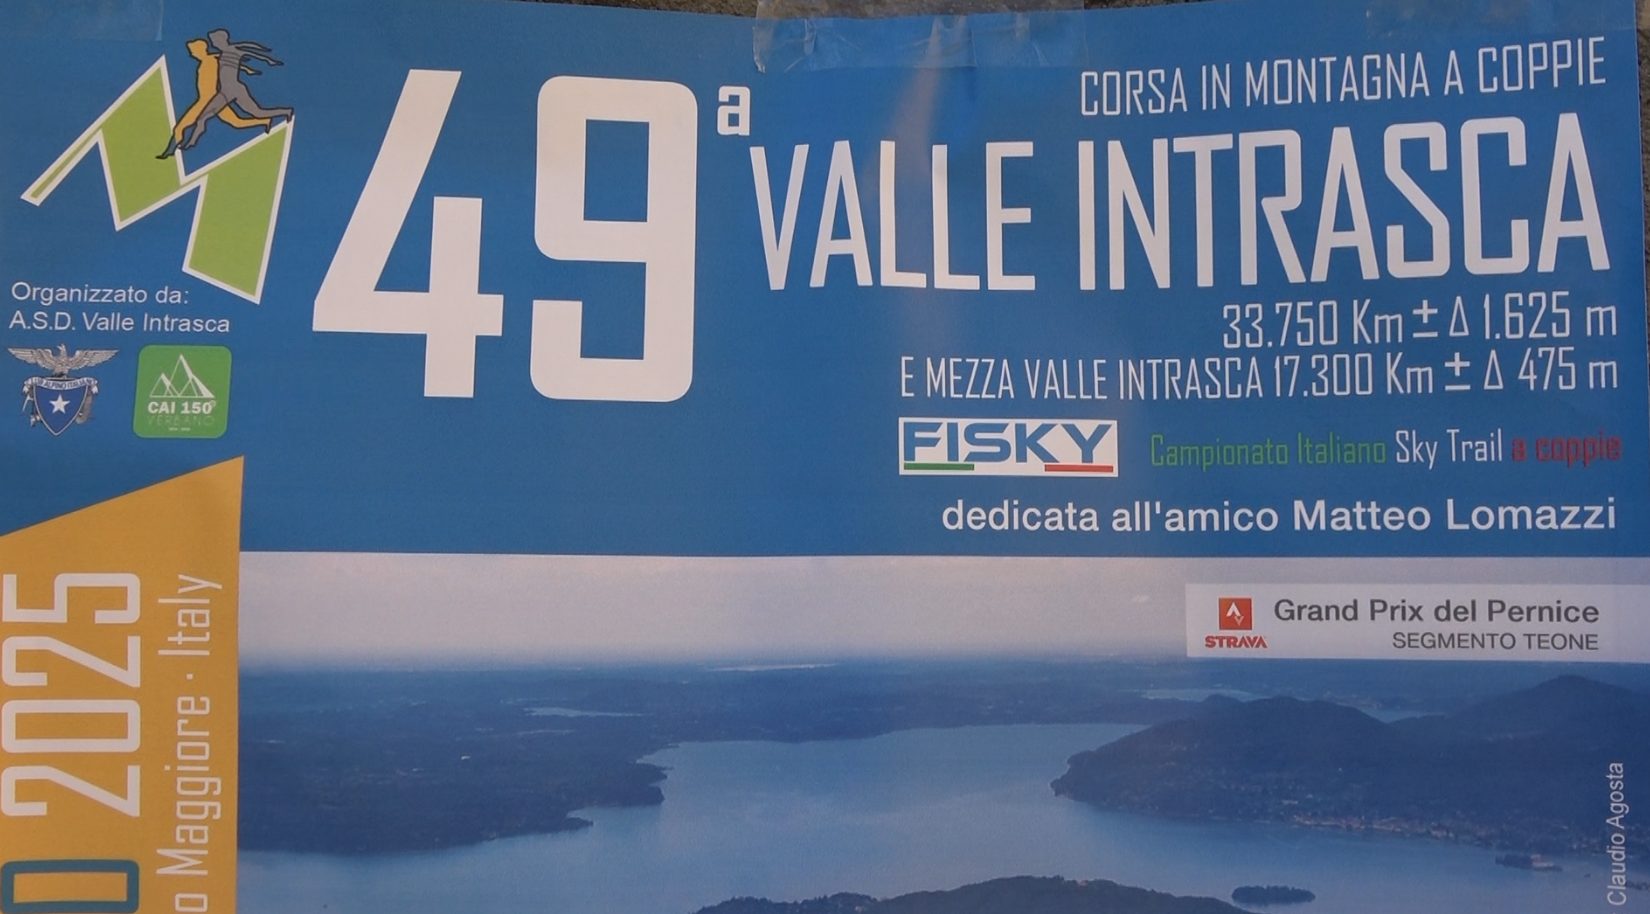 CORSA IN MONTAGNA A COPPIE
49ª VALLE INTRASCA
33.750 Km ± Δ 1.625 m
E MEZZA VALLE INTRASCA 17.300 Km ± Δ 475 m
Organizzato da:
A.S.D. Valle Intrasca
CAI 150°
VERBANO
FISKY
Campionato Italiano Sky Trail a coppie
dedicata all'amico Matteo Lomazzi
STRAVA
Grand Prix del Pernice
SEGMENTO TEONE
2025
Maggiore · Italy
Claudio Agosta